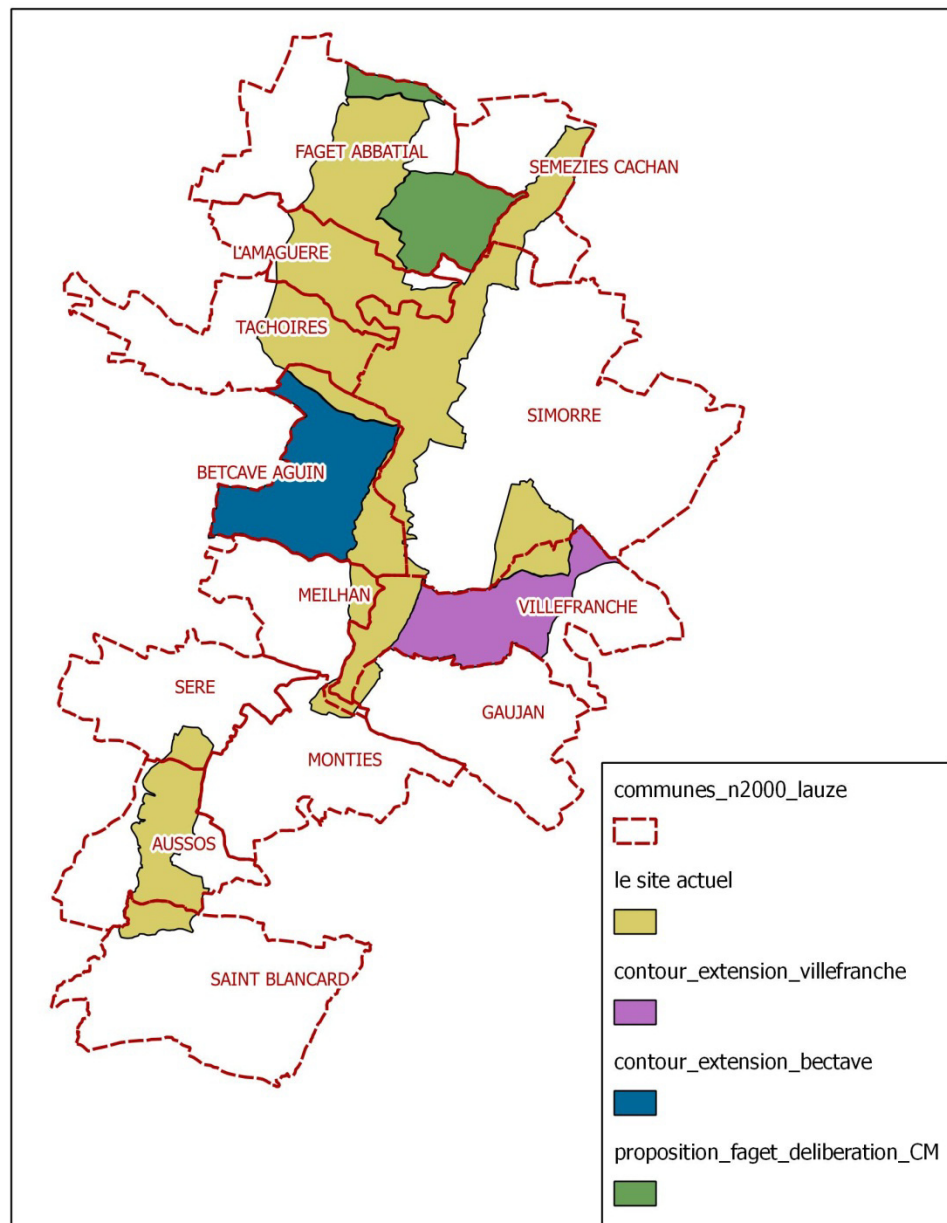 FAGET ABBATIAL
SEMEZIES CACHAN
LAMAGUERE
TACHOIRES
SIMORRE
BETCAVE AGUIN
MEILHAN
VILLEFRANCHE
SERE
GAUJAN
MONTIES
AUSSOS
SAINT BLANCARD
communes_n2000_lauze
le site actuel
contour_extension_villefranche
contour_extension_bectave
proposition_faget_deliberation_CM